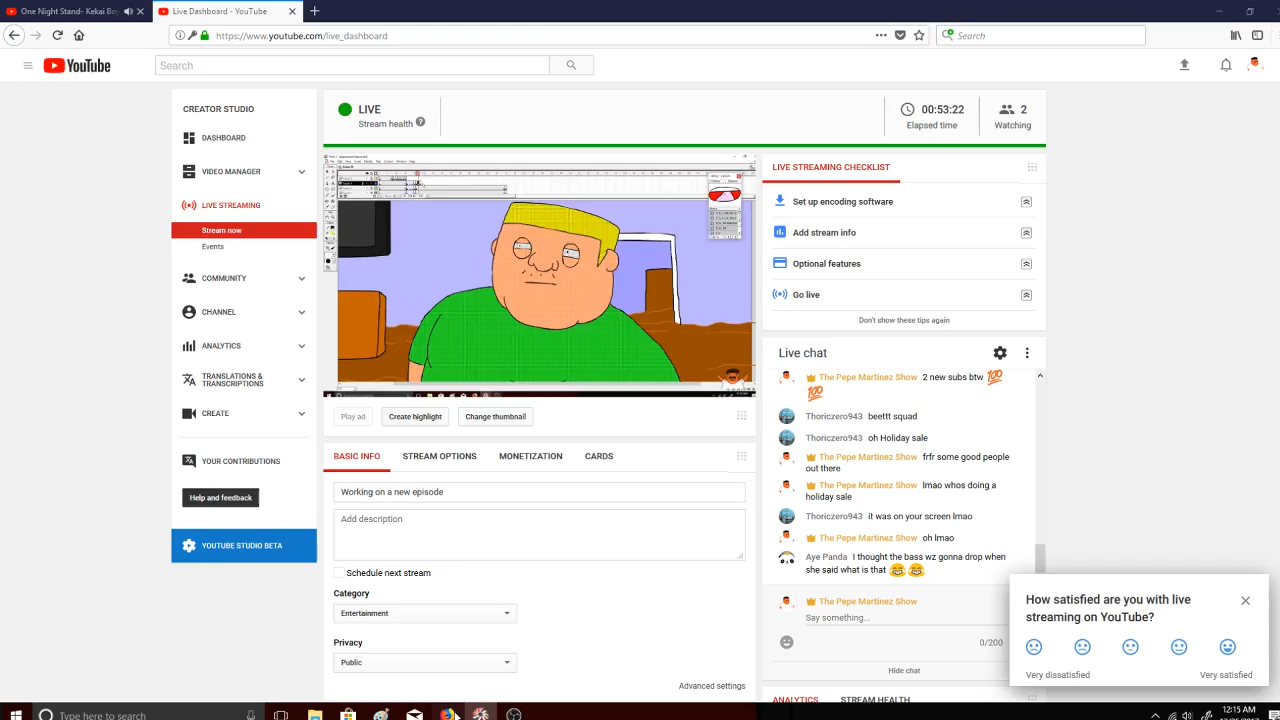 One Night Stand- Kekai Bo
Live Dashboard - YouTube
https://www.youtube.com/live_dashboard
Search
YouTube
Search
CREATOR STUDIO
DASHBOARD
VIDEO MANAGER
LIVE STREAMING
Stream now
Events
COMMUNITY
CHANNEL
ANALYTICS
TRANSLATIONS &
TRANSCRIPTIONS
CREATE
YOUR CONTRIBUTIONS
Help and feedback
YOUTUBE STUDIO BETA
LIVE
Stream health
00:53:22
Elapsed time
2
Watching
Play ad
Create highlight
Change thumbnail
BASIC INFO
STREAM OPTIONS
MONETIZATION
CARDS
Working on a new episode
Add description
Schedule next stream
Category
Entertainment
Privacy
Public
Advanced settings
LIVE STREAMING CHECKLIST
Set up encoding software
Add stream info
Optional features
Go live
Don't show these tips again
Live chat
The Pepe Martinez Show 2 new subs btw 💯
💯
Thoriczero943 beettt squad
Thoriczero943 oh Holiday sale
The Pepe Martinez Show frfr some good people
out there
The Pepe Martinez Show lmao whos doing a
holiday sale
Thoriczero943 it was on your screen lmao
The Pepe Martinez Show oh lmao
Aye Panda I thought the bass wz gonna drop when
she said what is that 😂 😂
The Pepe Martinez Show
Say something...
0/200
Hide chat
ANALYTICS
STREAM HEALTH
How satisfied are you with live
streaming on YouTube?
Very dissatisfied
Very satisfied
Type here to search
12:15 AM